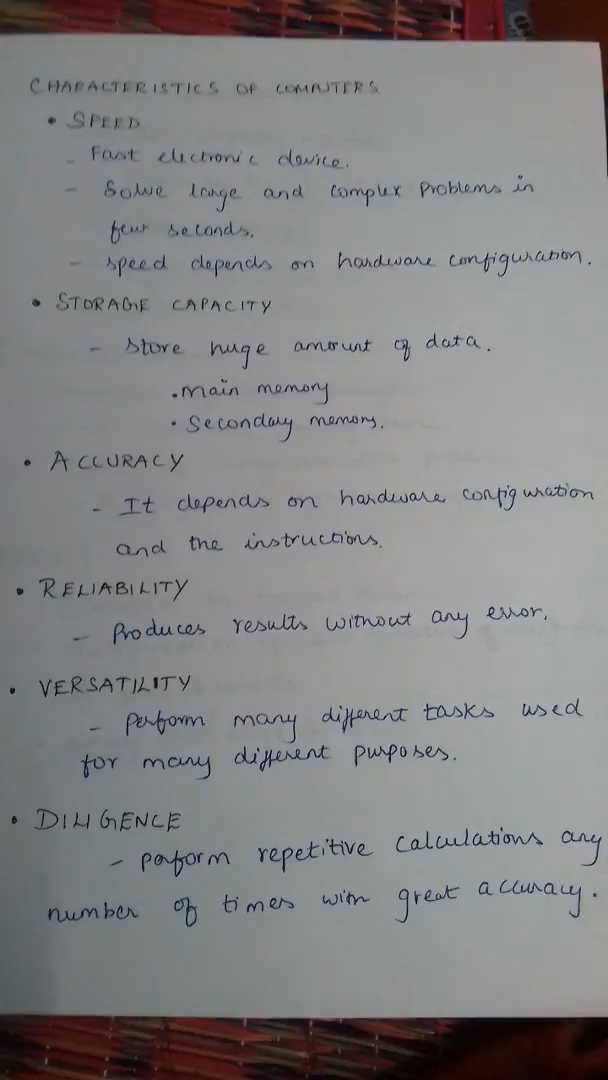 CHARACTERISTICS OF COMPUTERS
• SPEED
- Fast electronic device.
- Solve large and complex problems in
few seconds.
- speed depends on hardware configuration.
• STORAGE CAPACITY
- Store huge amount of data.
• main memory
• Secondary memory.
• ACCURACY
- It depends on hardware configuration
and the instructions.
• RELIABILITY
- Produces results without any error.
• VERSATILITY
- perform many different tasks used
for many different purposes.
• DILIGENCE
- perform repetitive calculations any
number of times with great accuracy.